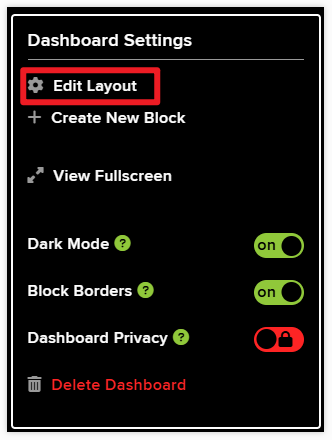 Dashboard Settings
Edit Layout
Create New Block
View Fullscreen
Dark Mode ? on
Block Borders ? on
Dashboard Privacy ?
Delete Dashboard